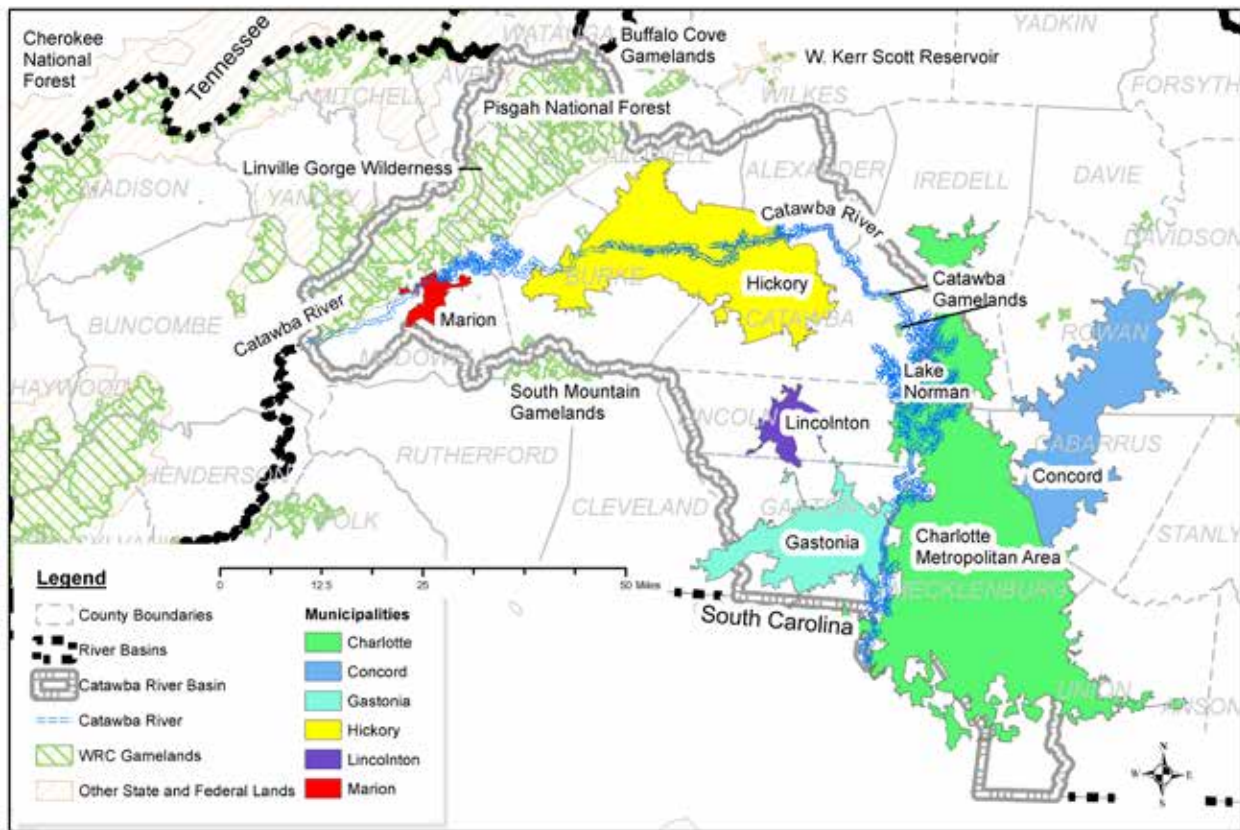 Cherokee
National
Forest
Tennessee
WATAUGA
Buffalo Cove
Gamelands
W. Kerr Scott Reservoir
YADKIN
FORSYTH
AVERY
MITCHELL
Pisgah National Forest
WILKES
Linville Gorge Wilderness
CALDWELL
ALEXANDER
IREDELL
DAVIE
MADISON
YANCEY
Catawba River
DAVIDSON
BURKE
Hickory
Catawba
Gamelands
BUNCOMBE
Catawba River
Marion
CATAWBA
ROWAN
MCDOWELL
HAYWOOD
South Mountain
Gamelands
Lake
Norman
LINCOLN
Lincolnton
CABARRUS
RUTHERFORD
HENDERSON
Concord
CLEVELAND
GASTON
POLK
STANLY
Gastonia
Charlotte
Metropolitan Area
MECKLENBURG
South Carolina
UNION
ANSON
0 12.5 25 50 Miles
Legend
County Boundaries
River Basins
Catawba River Basin
Catawba River
WRC Gamelands
Other State and Federal Lands
Municipalities
Charlotte
Concord
Gastonia
Hickory
Lincolnton
Marion
N
W E
S